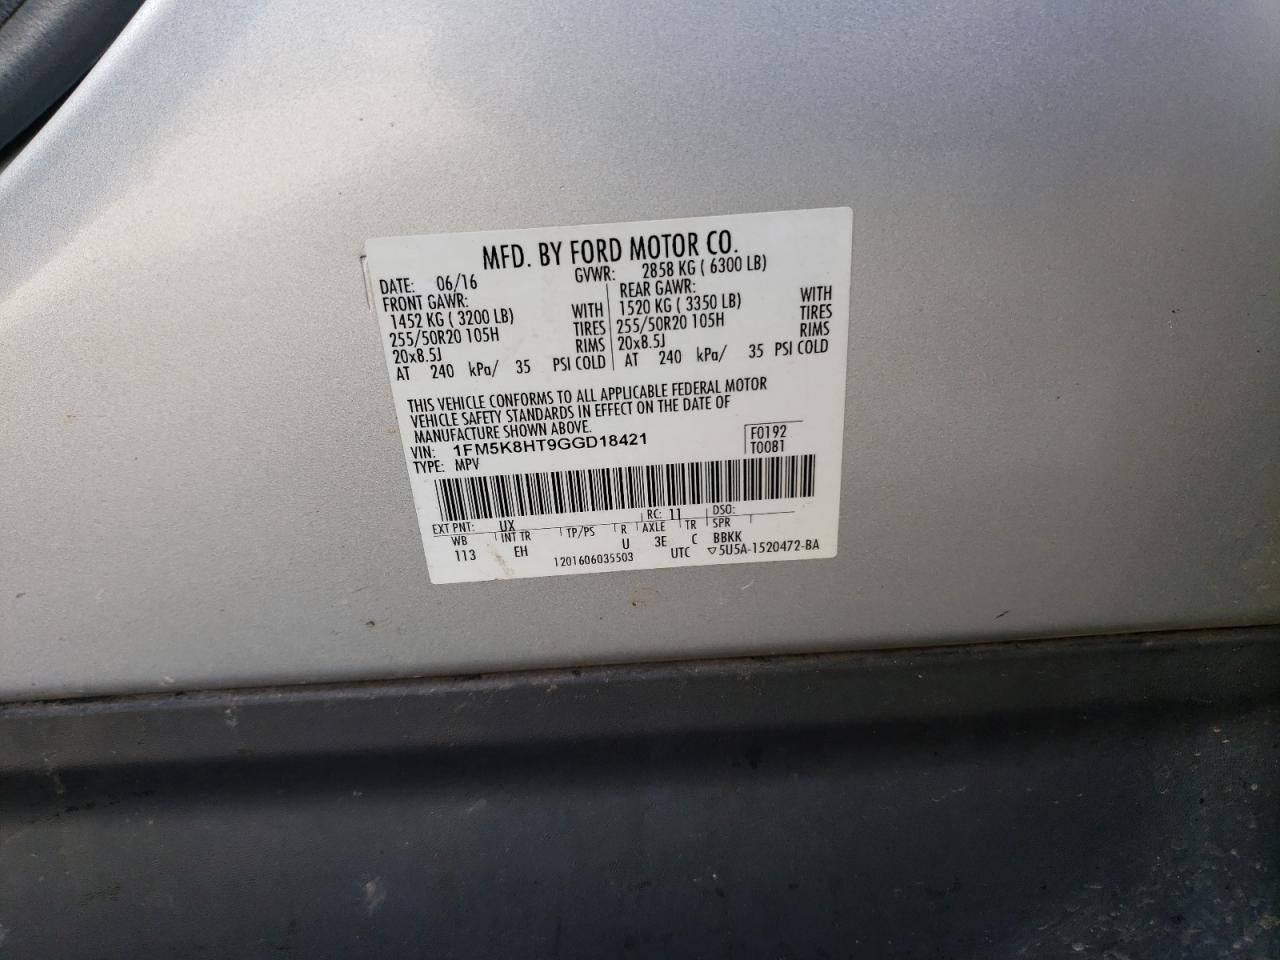 MFD. BY FORD MOTOR CO.
DATE: 06/16 GVWR: 2858 KG ( 6300 LB)
FRONT GAWR: REAR GAWR:
1452 KG ( 3200 LB) WITH 1520 KG ( 3350 LB) WITH
255/50R20 105H TIRES 255/50R20 105H TIRES
20x8.5J RIMS 20x8.5J RIMS
AT 240 kPa/ 35 PSI COLD AT 240 kPa/ 35 PSI COLD
THIS VEHICLE CONFORMS TO ALL APPLICABLE FEDERAL MOTOR
VEHICLE SAFETY STANDARDS IN EFFECT ON THE DATE OF
MANUFACTURE SHOWN ABOVE.
VIN: 1FM5K8HT9GGD18421 F0192
TYPE: MPV T0081
EXT PNT: UX RC: 11 DSO:
WB INT TR TP/PS R AXLE TR SPR
113 EH U 3E C BBKK
1201606035503 UTC ▽5U5A-1520472-BA